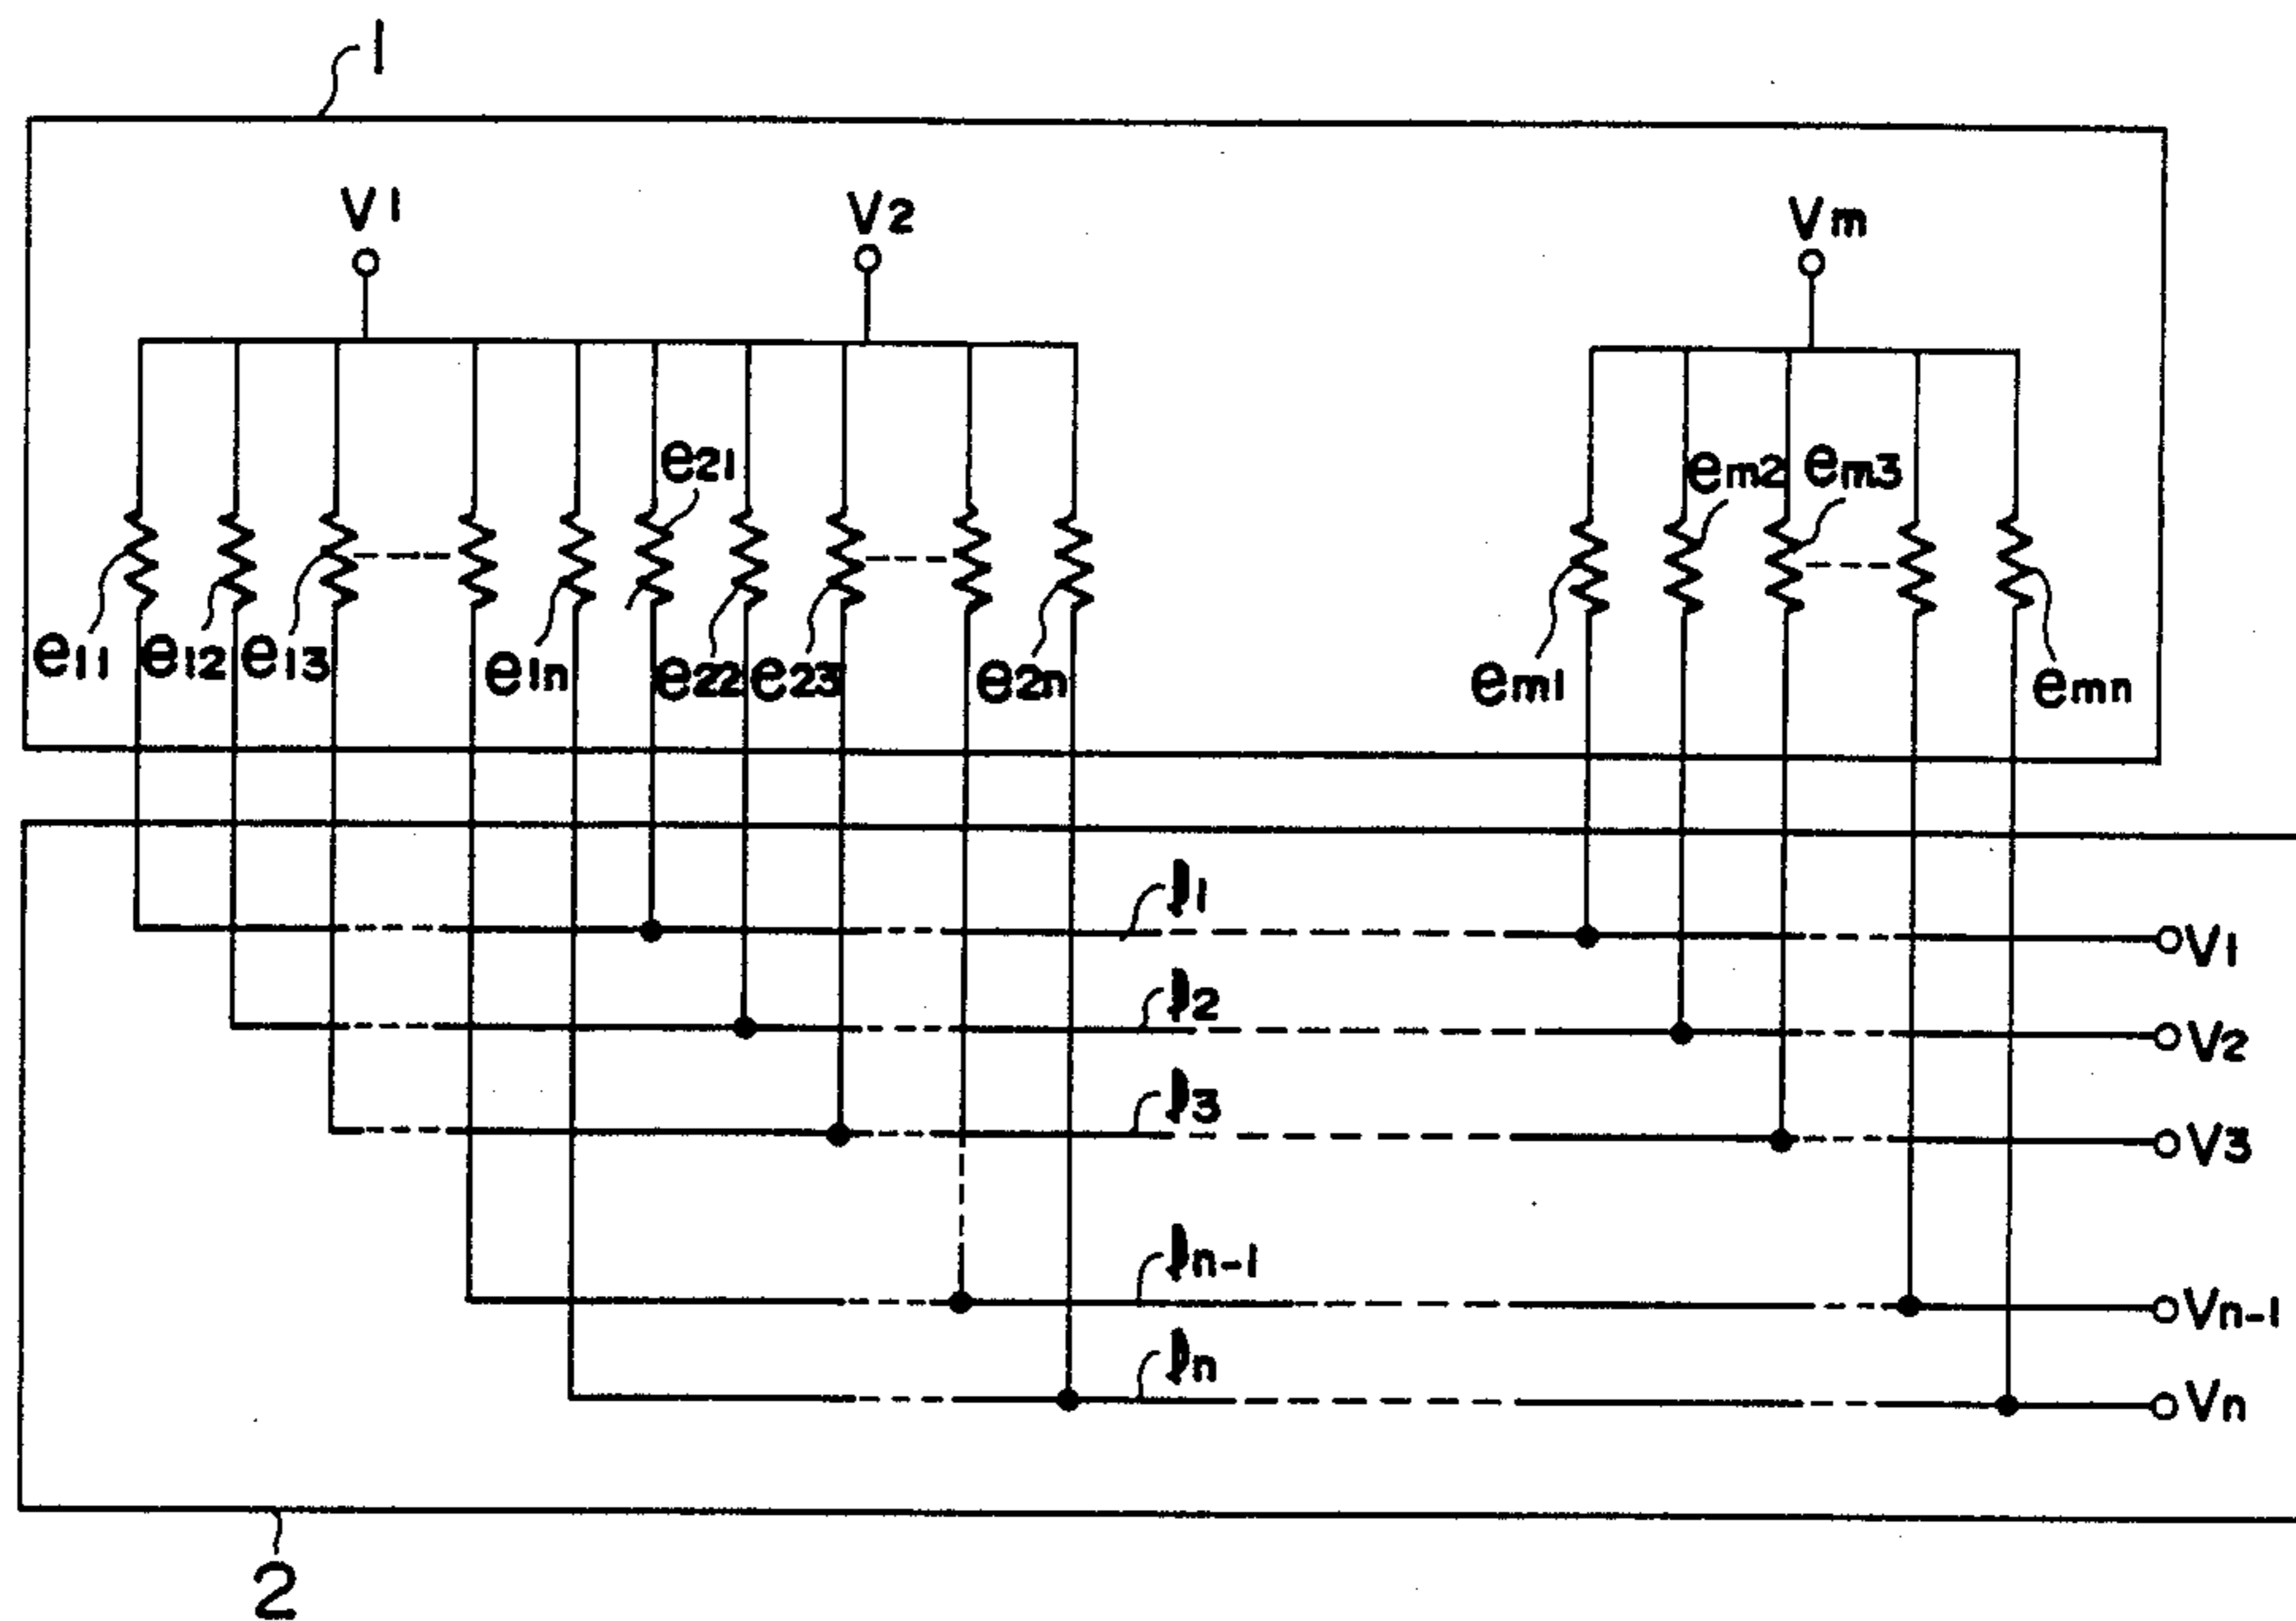 1
V1 V2 Vm
e21 em2 em3
e11 e12 e13 e1n e22 e23 e2n em1 emn
l1
V1
l2
V2
l3
V3
ln-1
Vn-1
ln
Vn
2